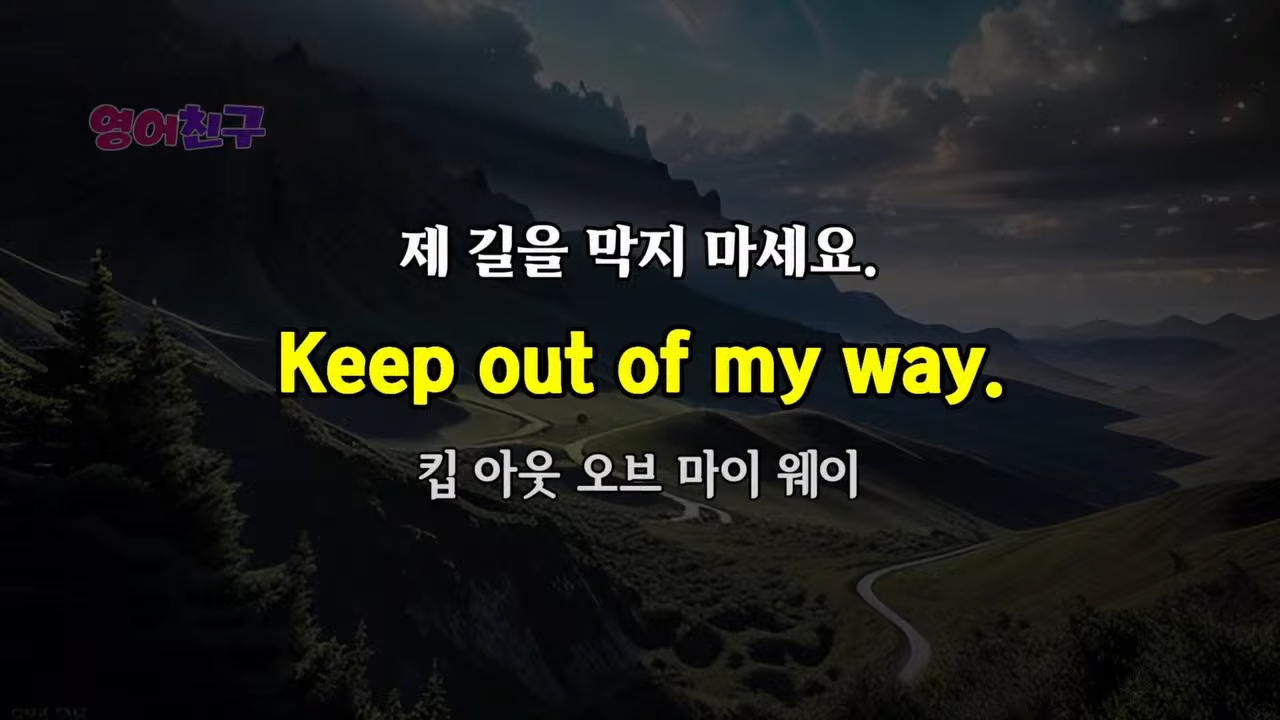 영어친구
제 길을 막지 마세요.
Keep out of my way.
킵 아웃 오브 마이 웨이